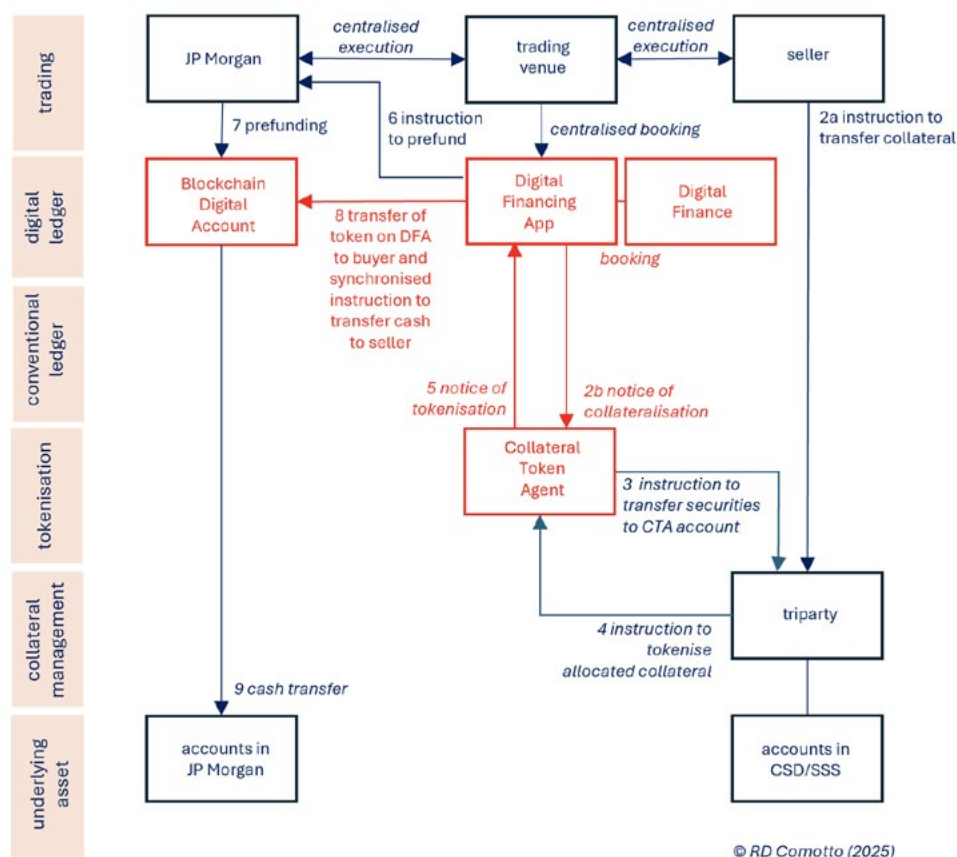 trading
digital
ledger
conventional
ledger
tokenisation
collateral
management
underlying
asset
JP Morgan
centralised
execution
trading
venue
centralised
execution
seller
7 prefunding
6 instruction
to prefund
centralised booking
2a instruction to
transfer collateral
Blockchain
Digital
Account
8 transfer of
token on DFA
to buyer and
synchronised
instruction to
transfer cash
to seller
Digital
Financing
App
Digital
Finance
booking
5 notice of
tokenisation
2b notice of
collateralisation
Collateral
Token
Agent
3 instruction to
transfer securities
to CTA account
triparty
4 instruction to
tokenise
allocated collateral
9 cash transfer
accounts in
JP Morgan
accounts in
CSD/SSS
© RD Comotto (2025)